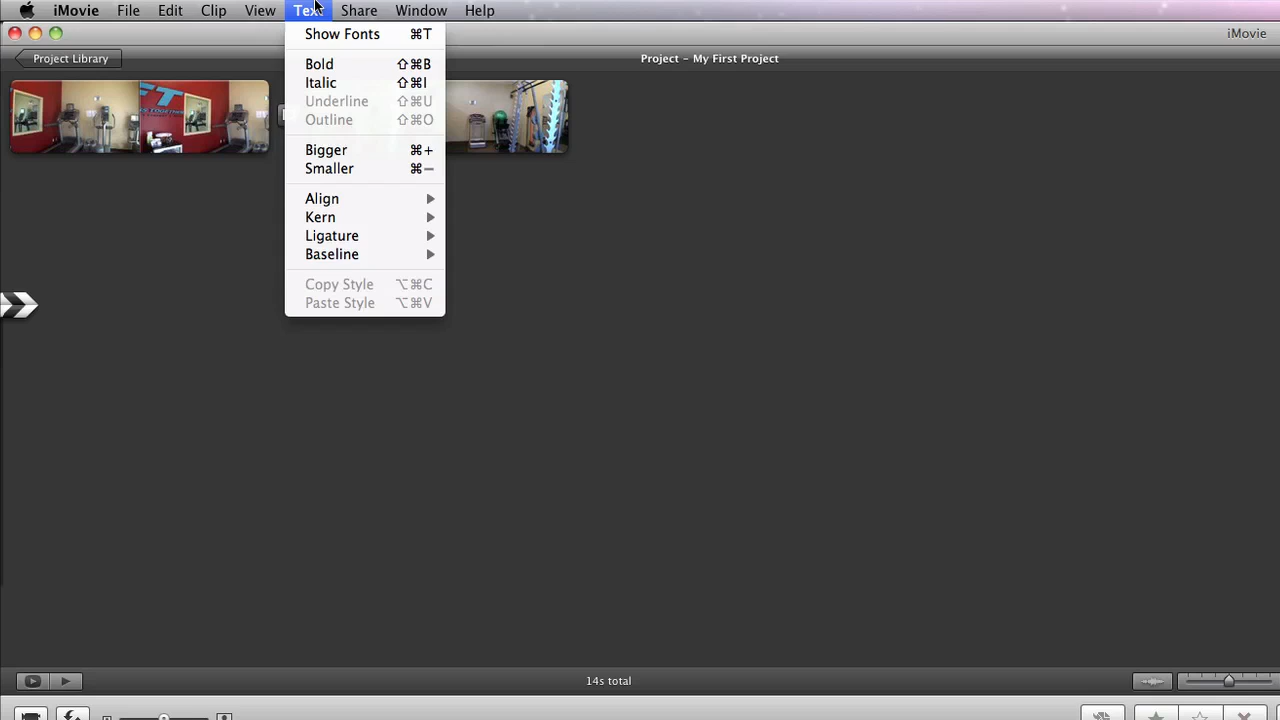 iMovie File Edit Clip View Text Share Window Help
iMovie
Project Library
Project – My First Project
Show Fonts ⌘T
Bold ⇧⌘B
Italic ⇧⌘I
Underline ⇧⌘U
Outline ⇧⌘O
Bigger ⌘+
Smaller ⌘−
Align
Kern
Ligature
Baseline
Copy Style ⌥⌘C
Paste Style ⌥⌘V
14s total